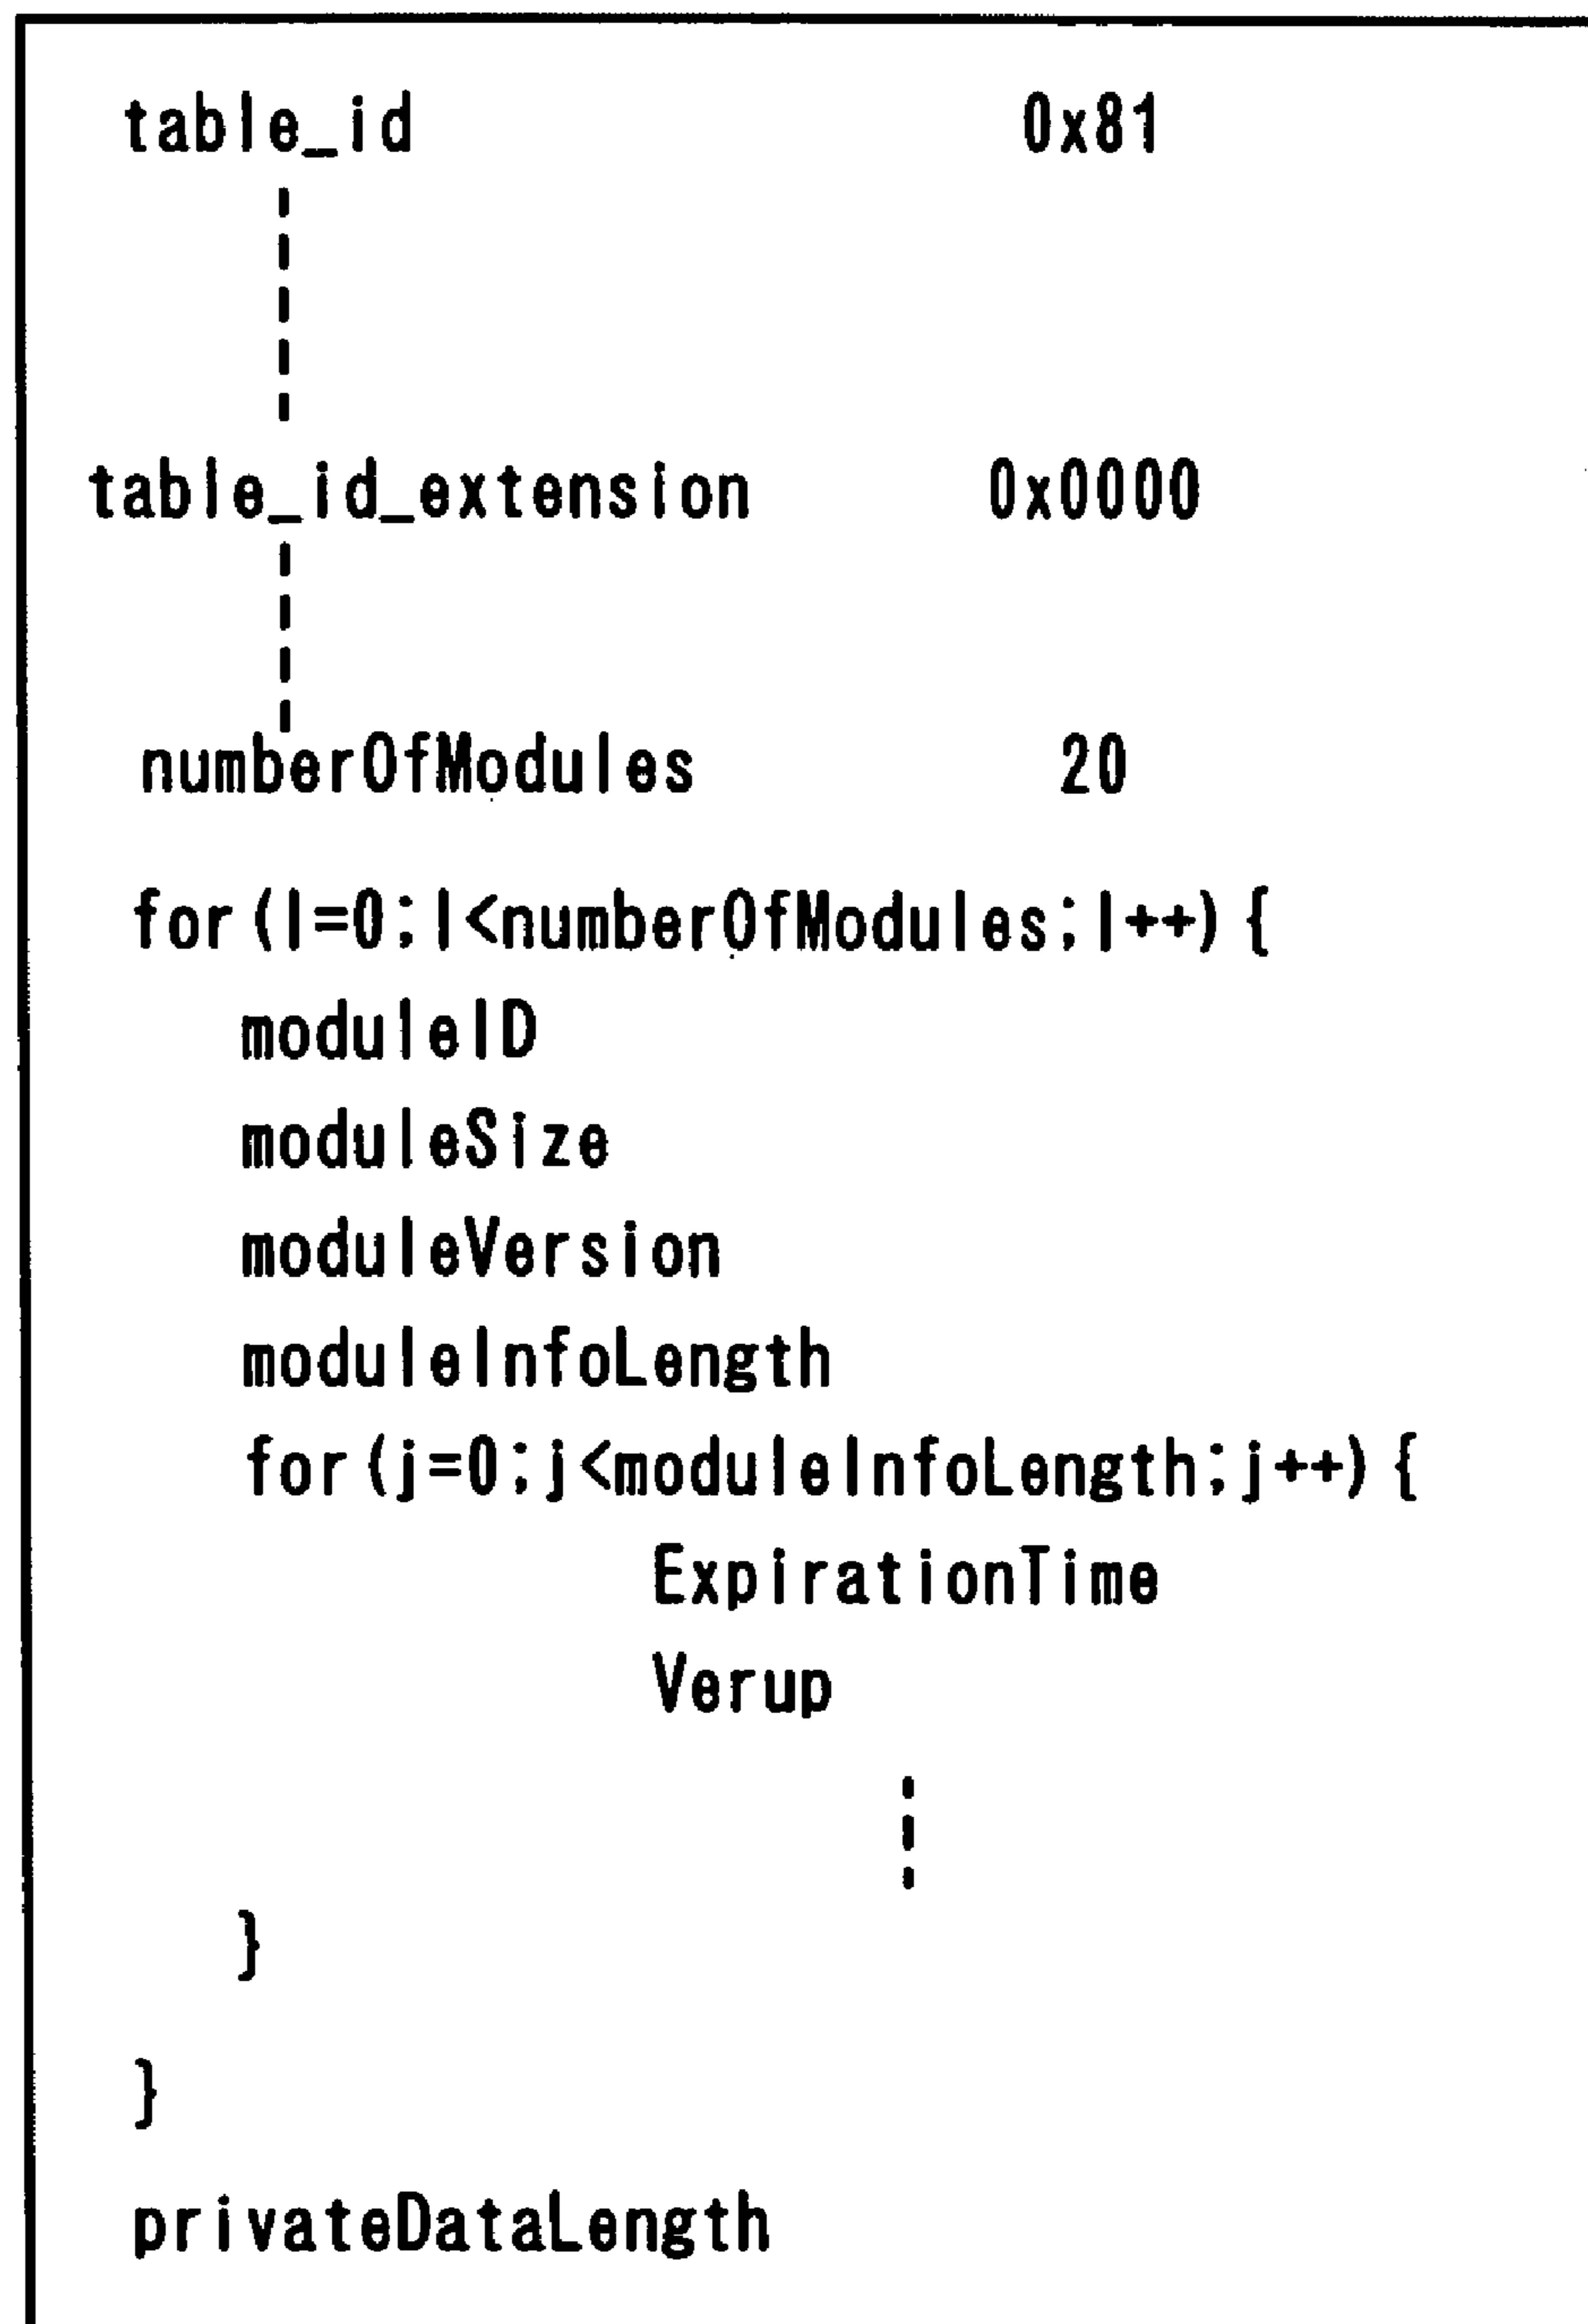 table_id 0x81
table_id_extension 0x0000
numberOfModules 20
for(I=0;I<numberOfModules;I++){
moduleID
moduleSize
moduleVersion
moduleInfoLength
for(j=0;j<moduleInfoLength;j++){
ExpirationTime
Verup
}
}
privateDataLength